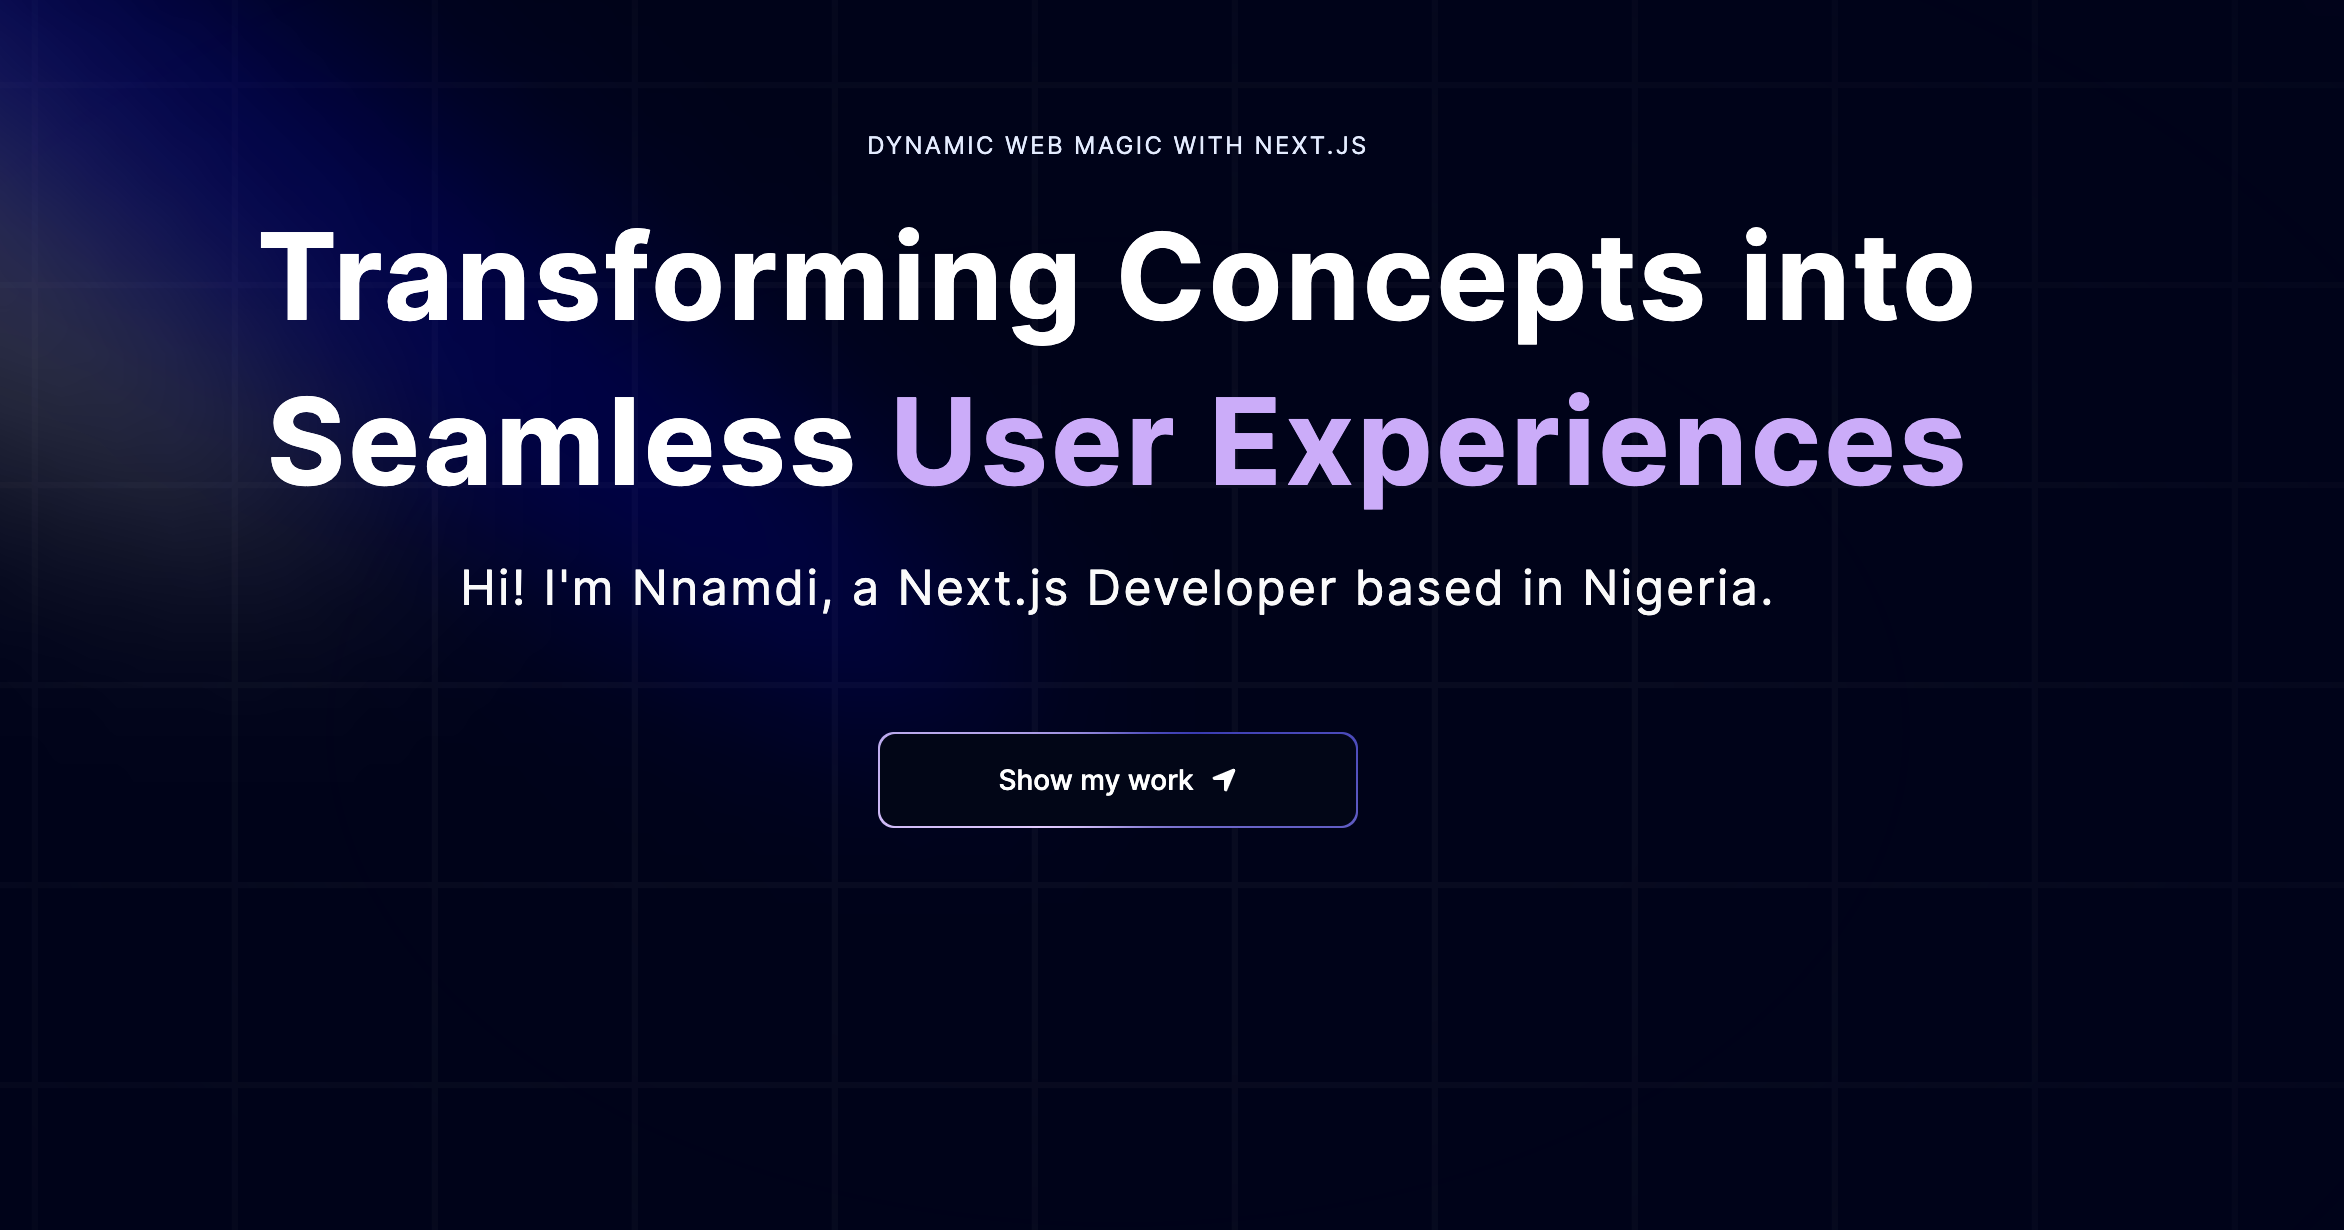 DYNAMIC WEB MAGIC WITH NEXT.JS
Transforming Concepts into
Seamless User Experiences
Hi! I'm Nnamdi, a Next.js Developer based in Nigeria.
Show my work